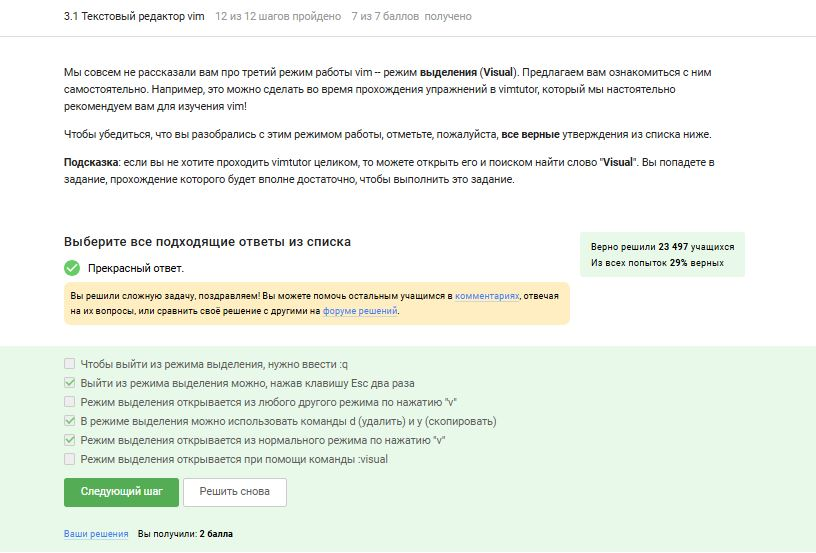 3.1 Текстовый редактор vim 12 из 12 шагов пройдено 7 из 7 баллов получено
Мы совсем не рассказали вам про третий режим работы vim -- режим выделения (Visual). Предлагаем вам ознакомиться с ним
самостоятельно. Например, это можно сделать во время прохождения упражнений в vimtutor, который мы настоятельно
рекомендуем вам для изучения vim!
Чтобы убедиться, что вы разобрались с этим режимом работы, отметьте, пожалуйста, все верные утверждения из списка ниже.
Подсказка: если вы не хотите проходить vimtutor целиком, то можете открыть его и поиском найти слово "Visual". Вы попадете в
задание, прохождение которого будет вполне достаточно, чтобы выполнить это задание.
Выберите все подходящие ответы из списка
Верно решили 23 497 учащихся
Из всех попыток 29% верных
Прекрасный ответ.
Вы решили сложную задачу, поздравляем! Вы можете помочь остальным учащимся в комментариях, отвечая
на их вопросы, или сравнить своё решение с другими на форуме решений.
Чтобы выйти из режима выделения, нужно ввести :q
Выйти из режима выделения можно, нажав клавишу Esc два раза
Режим выделения открывается из любого другого режима по нажатию "v"
В режиме выделения можно использовать команды d (удалить) и y (скопировать)
Режим выделения открывается из нормального режима по нажатию "v"
Режим выделения открывается при помощи команды :visual
Следующий шаг Решить снова
Ваши решения Вы получили: 2 балла